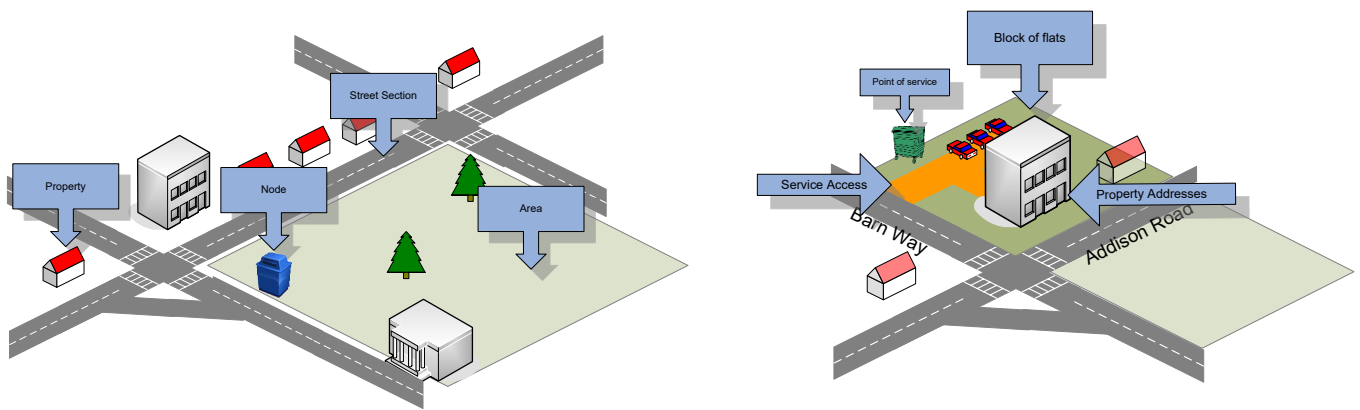 Street Section
Property
Node
Area
Block of flats
Point of service
Service Access
Property Addresses
Barn Way
Addison Road